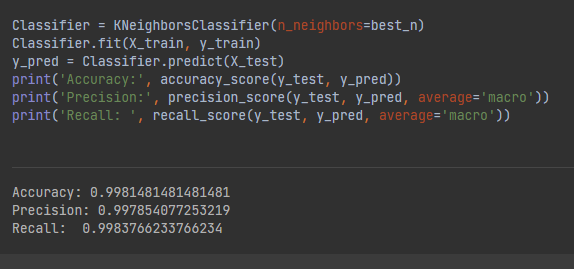 Classifier = KNeighborsClassifier(n_neighbors=best_n)
Classifier.fit(X_train, y_train)
y_pred = Classifier.predict(X_test)
print('Accuracy:', accuracy_score(y_test, y_pred))
print('Precision:', precision_score(y_test, y_pred, average='macro'))
print('Recall: ', recall_score(y_test, y_pred, average='macro'))
Accuracy: 0.9981481481481481
Precision: 0.997854077253219
Recall:  0.9983766233766234